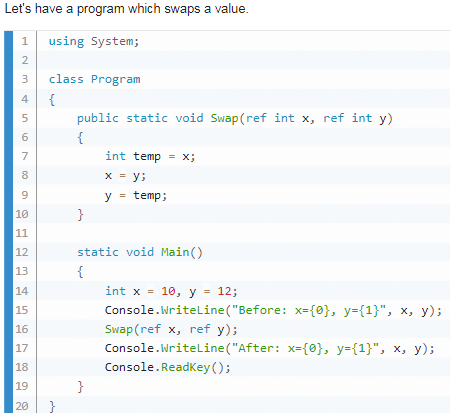 Let's have a program which swaps a value.
1 using System;
2
3 class Program
4 {
5 public static void Swap(ref int x, ref int y)
6 {
7 int temp = x;
8 x = y;
9 y = temp;
10 }
11
12 static void Main()
13 {
14 int x = 10, y = 12;
15 Console.WriteLine("Before: x={0}, y={1}", x, y);
16 Swap(ref x, ref y);
17 Console.WriteLine("After: x={0}, y={1}", x, y);
18 Console.ReadKey();
19 }
20 }